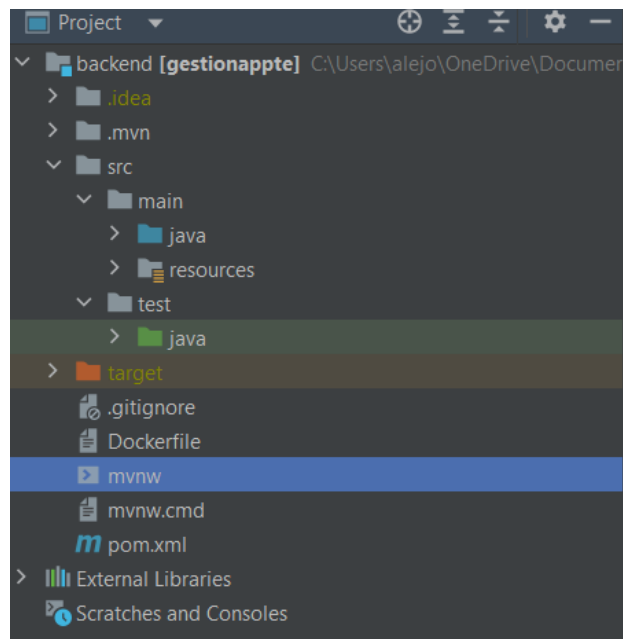 Project
backend [gestionappte] C:\Users\alejo\OneDrive\Documer
.idea
.mvn
src
main
java
resources
test
java
target
.gitignore
Dockerfile
mvnw
mvnw.cmd
pom.xml
External Libraries
Scratches and Consoles